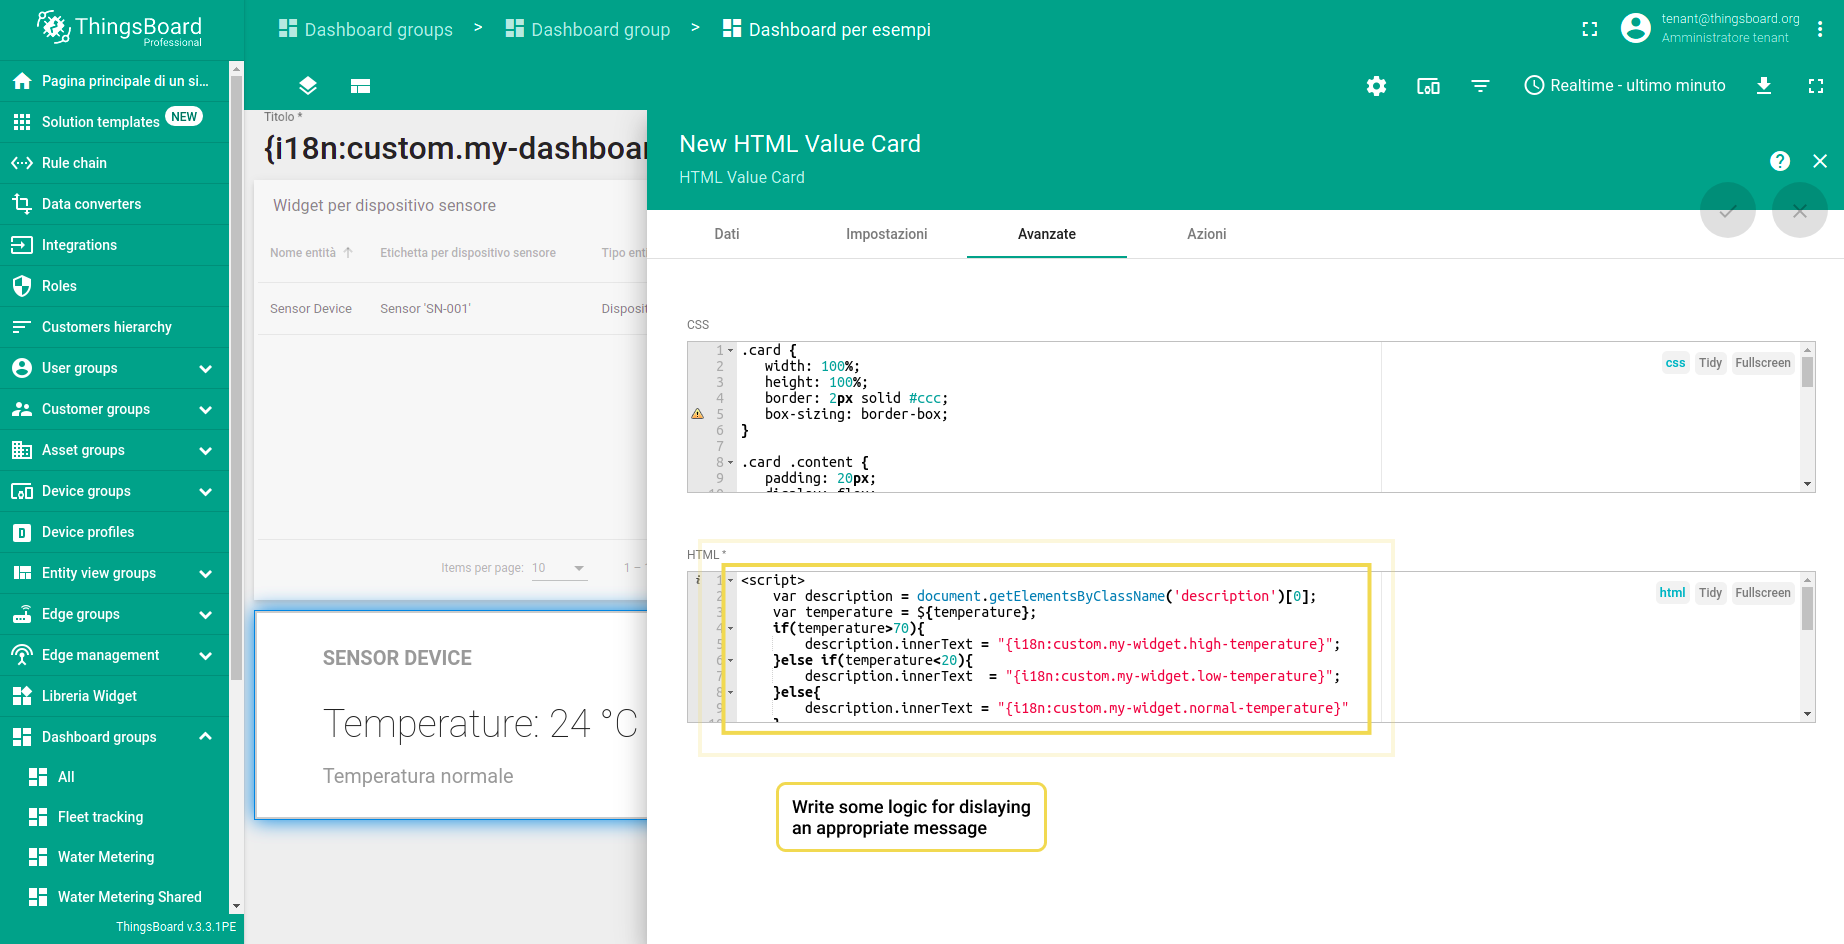 ThingsBoard
Professional
Dashboard groups > Dashboard group > Dashboard per esempi
tenant@thingsboard.org
Amministratore tenant
Realtime - ultimo minuto
Pagina principale di un si...
Solution templates NEW
Rule chain
Data converters
Integrations
Roles
Customers hierarchy
User groups
Customer groups
Asset groups
Device groups
Device profiles
Entity view groups
Edge groups
Edge management
Libreria Widget
Dashboard groups
All
Fleet tracking
Water Metering
Water Metering Shared
ThingsBoard v.3.3.1PE
Titolo *
{i18n:custom.my-dashboar
Widget per dispositivo sensore
Nome entità Etichetta per dispositivo sensore Tipo enti
Sensor Device Sensor 'SN-001' Disposit
Items per page: 10 1 –
SENSOR DEVICE
Temperature: 24 °C
Temperatura normale
New HTML Value Card
HTML Value Card
Dati Impostazioni Avanzate Azioni
CSS
css Tidy Fullscreen
1 .card {
2 width: 100%;
3 height: 100%;
4 border: 2px solid #ccc;
5 box-sizing: border-box;
6 }
7
8 .card .content {
9 padding: 20px;
10 display: flex;
HTML *
html Tidy Fullscreen
1 <script>
2 var description = document.getElementsByClassName('description')[0];
3 var temperature = ${temperature};
4 if(temperature>70){
5 description.innerText = "{i18n:custom.my-widget.high-temperature}";
6 }else if(temperature<20){
7 description.innerText  = "{i18n:custom.my-widget.low-temperature}";
8 }else{
9 description.innerText = "{i18n:custom.my-widget.normal-temperature}"
10 }
Write some logic for dislaying
an appropriate message